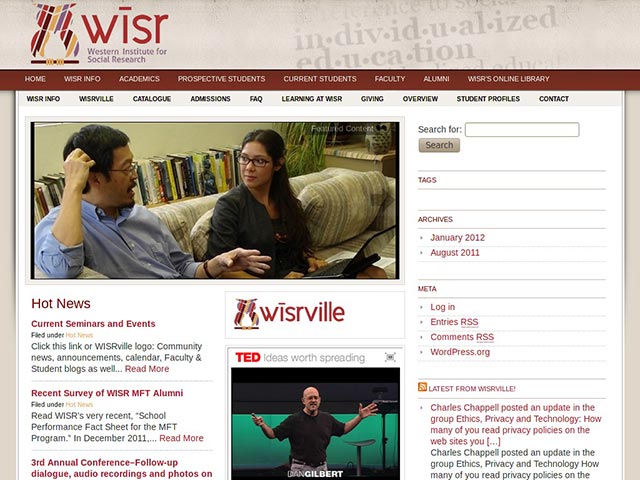 wisr
Western Institute for
Social Research
in·di·vid·u·al·ized
ed·u·ca·tion
HOME WISR INFO ACADEMICS PROSPECTIVE STUDENTS CURRENT STUDENTS FACULTY ALUMNI WISR'S ONLINE LIBRARY
WISR INFO WISRVILLE CATALOGUE ADMISSIONS FAQ LEARNING AT WISR GIVING OVERVIEW STUDENT PROFILES CONTACT
Featured Content
Hot News
Current Seminars and Events
Filed under Hot News
Click this link or WISRville logo: Community
news, announcements, calendar, Faculty &
Student blogs as well... Read More
Recent Survey of WISR MFT Alumni
Filed under Hot News
Read WISR's very recent, “School
Performance Fact Sheet for the MFT
Program.” In December 2011,... Read More
3rd Annual Conference–Follow-up
dialogue, audio recordings and photos on
wisrville
TED Ideas worth spreading
DANGILBERT
Search for:
Search
TAGS
ARCHIVES
January 2012
August 2011
META
Log in
Entries RSS
Comments RSS
WordPress.org
LATEST FROM WISRVILLE!
Charles Chappell posted an update in the
group Ethics, Privacy and Technology: How
many of you read privacy policies on the
web sites you […]
Charles Chappell posted an update in the
group Ethics, Privacy and Technology How
many of you read privacy policies on the